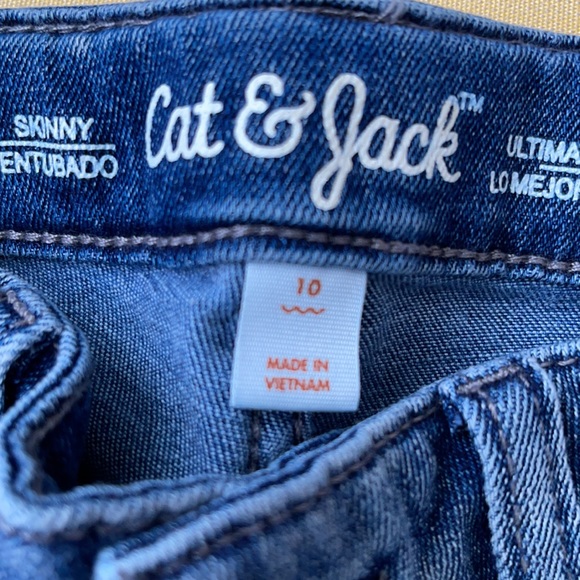 SKINNY
ENTUBADO
Cat & Jack™
ULTIMA
LO MEJOR
10
MADE IN
VIETNAM